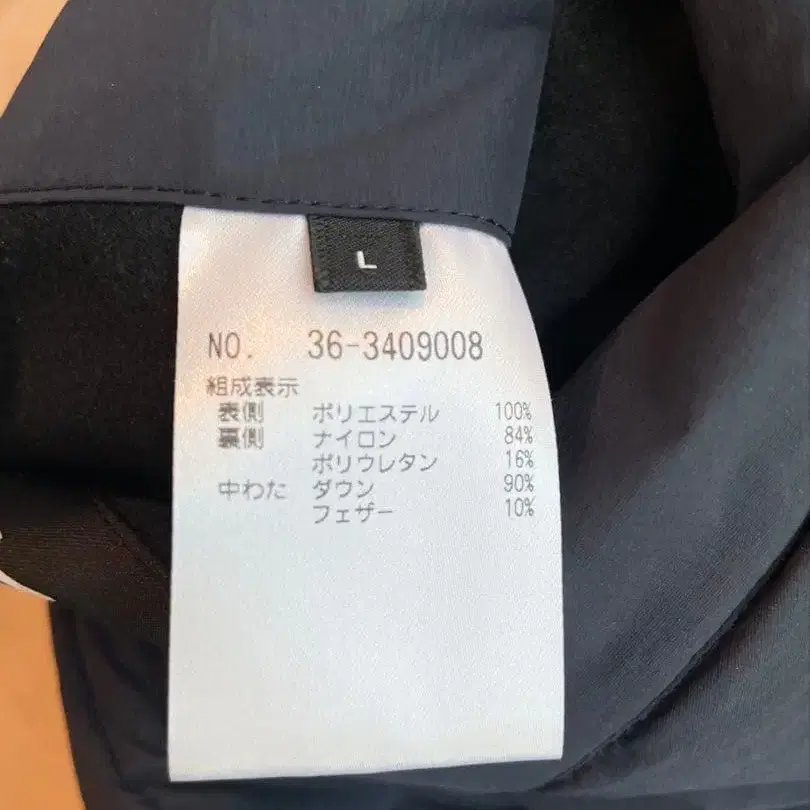 L
NO. 36-3409008
組成表示
表側 ポリエステル 100%
裏側 ナイロン 84%
ポリウレタン 16%
中わた ダウン 90%
フェザー 10%